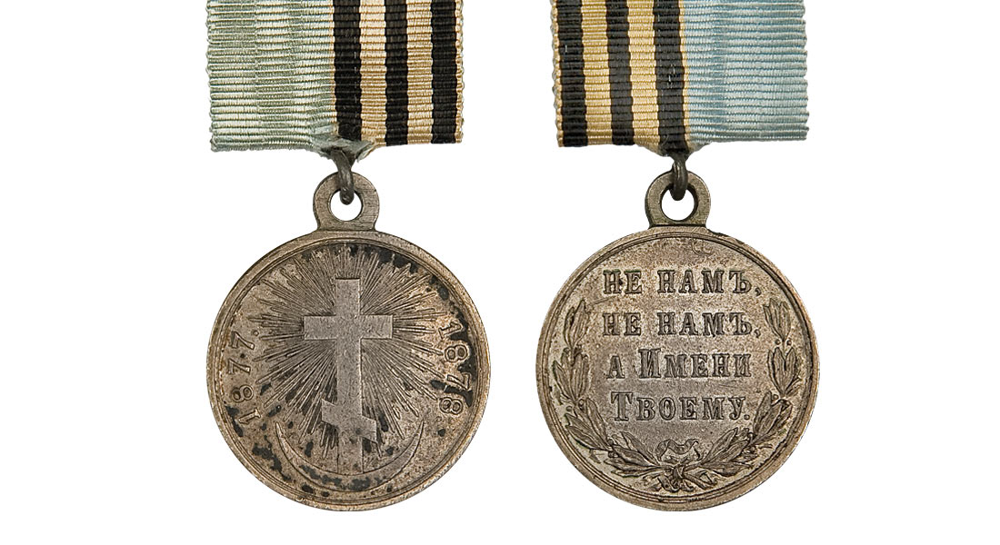 1877.
1878.
НЕ НАМЪ,
НЕ НАМЪ,
А ИМЕНИ
ТВОЕМУ.